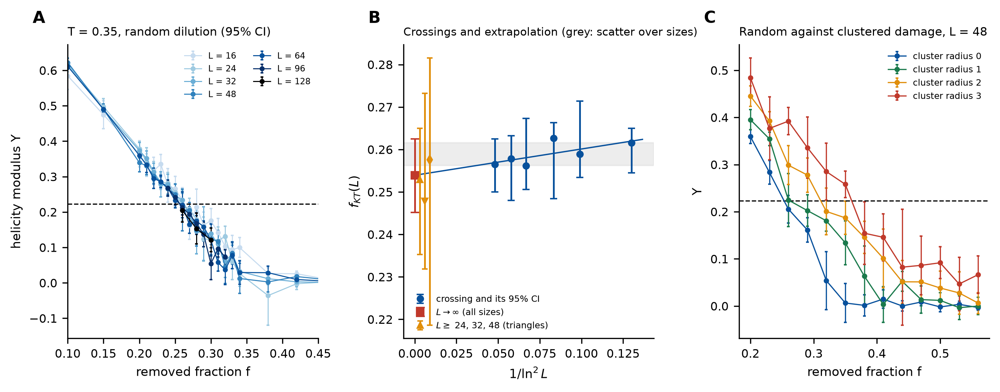 A
T = 0.35, random dilution (95% CI)
helicity modulus Y
0.6
0.5
0.4
0.3
0.2
0.1
0.0
−0.1
L = 16
L = 24
L = 32
L = 48
L = 64
L = 96
L = 128
0.10 0.15 0.20 0.25 0.30 0.35 0.40 0.45
removed fraction f
B
Crossings and extrapolation (grey: scatter over sizes)
f_{KT}(L)
0.28
0.27
0.26
0.25
0.24
0.23
0.22
crossing and its 95% CI
L → ∞ (all sizes)
L ≥ 24, 32, 48 (triangles)
0.000 0.025 0.050 0.075 0.100 0.125
1/ln² L
C
Random against clustered damage, L = 48
Y
0.5
0.4
0.3
0.2
0.1
0.0
cluster radius 0
cluster radius 1
cluster radius 2
cluster radius 3
0.2 0.3 0.4 0.5
removed fraction f